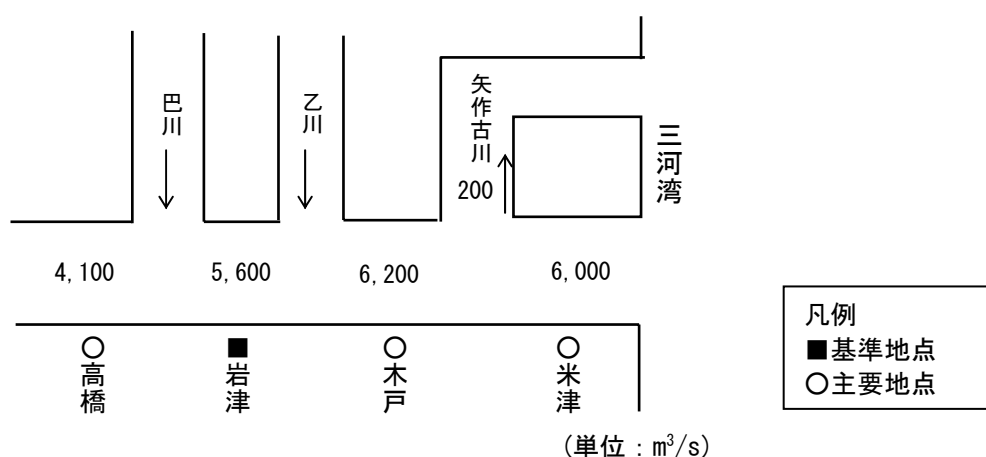 巴川
乙川
矢作古川
200
三河湾
4,100
5,600
6,200
6,000
高橋
岩津
木戸
米津
凡例
■基準地点
○主要地点
(単位:m³/s)